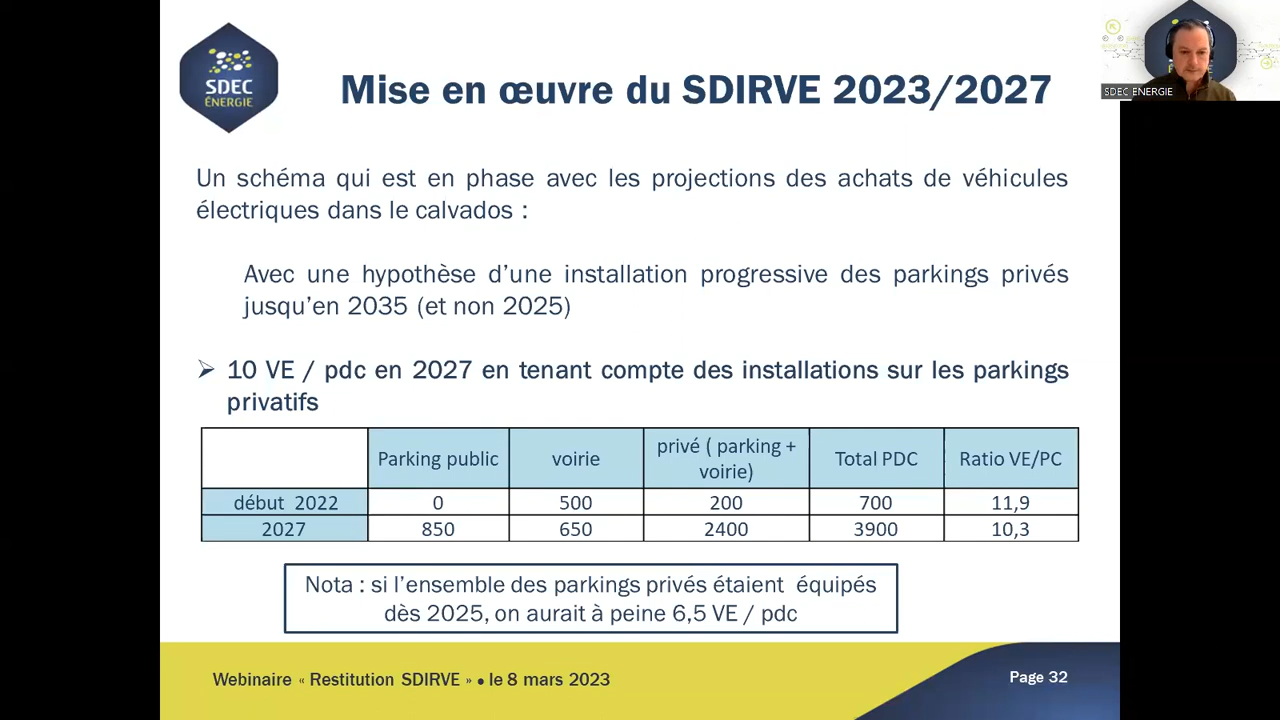 SDEC
ÉNERGIE
Mise en œuvre du SDIRVE 2023/2027
SDEC ENERGIE
Un schéma qui est en phase avec les projections des achats de véhicules
électriques dans le calvados :
Avec une hypothèse d’une installation progressive des parkings privés
jusqu’en 2035 (et non 2025)
➢ 10 VE / pdc en 2027 en tenant compte des installations sur les parkings
privatifs
Parking public voirie privé ( parking +
voirie) Total PDC Ratio VE/PC
début 2022 0 500 200 700 11,9
2027 850 650 2400 3900 10,3
Nota : si l’ensemble des parkings privés étaient équipés
dès 2025, on aurait à peine 6,5 VE / pdc
Webinaire « Restitution SDIRVE » • le 8 mars 2023
Page 32